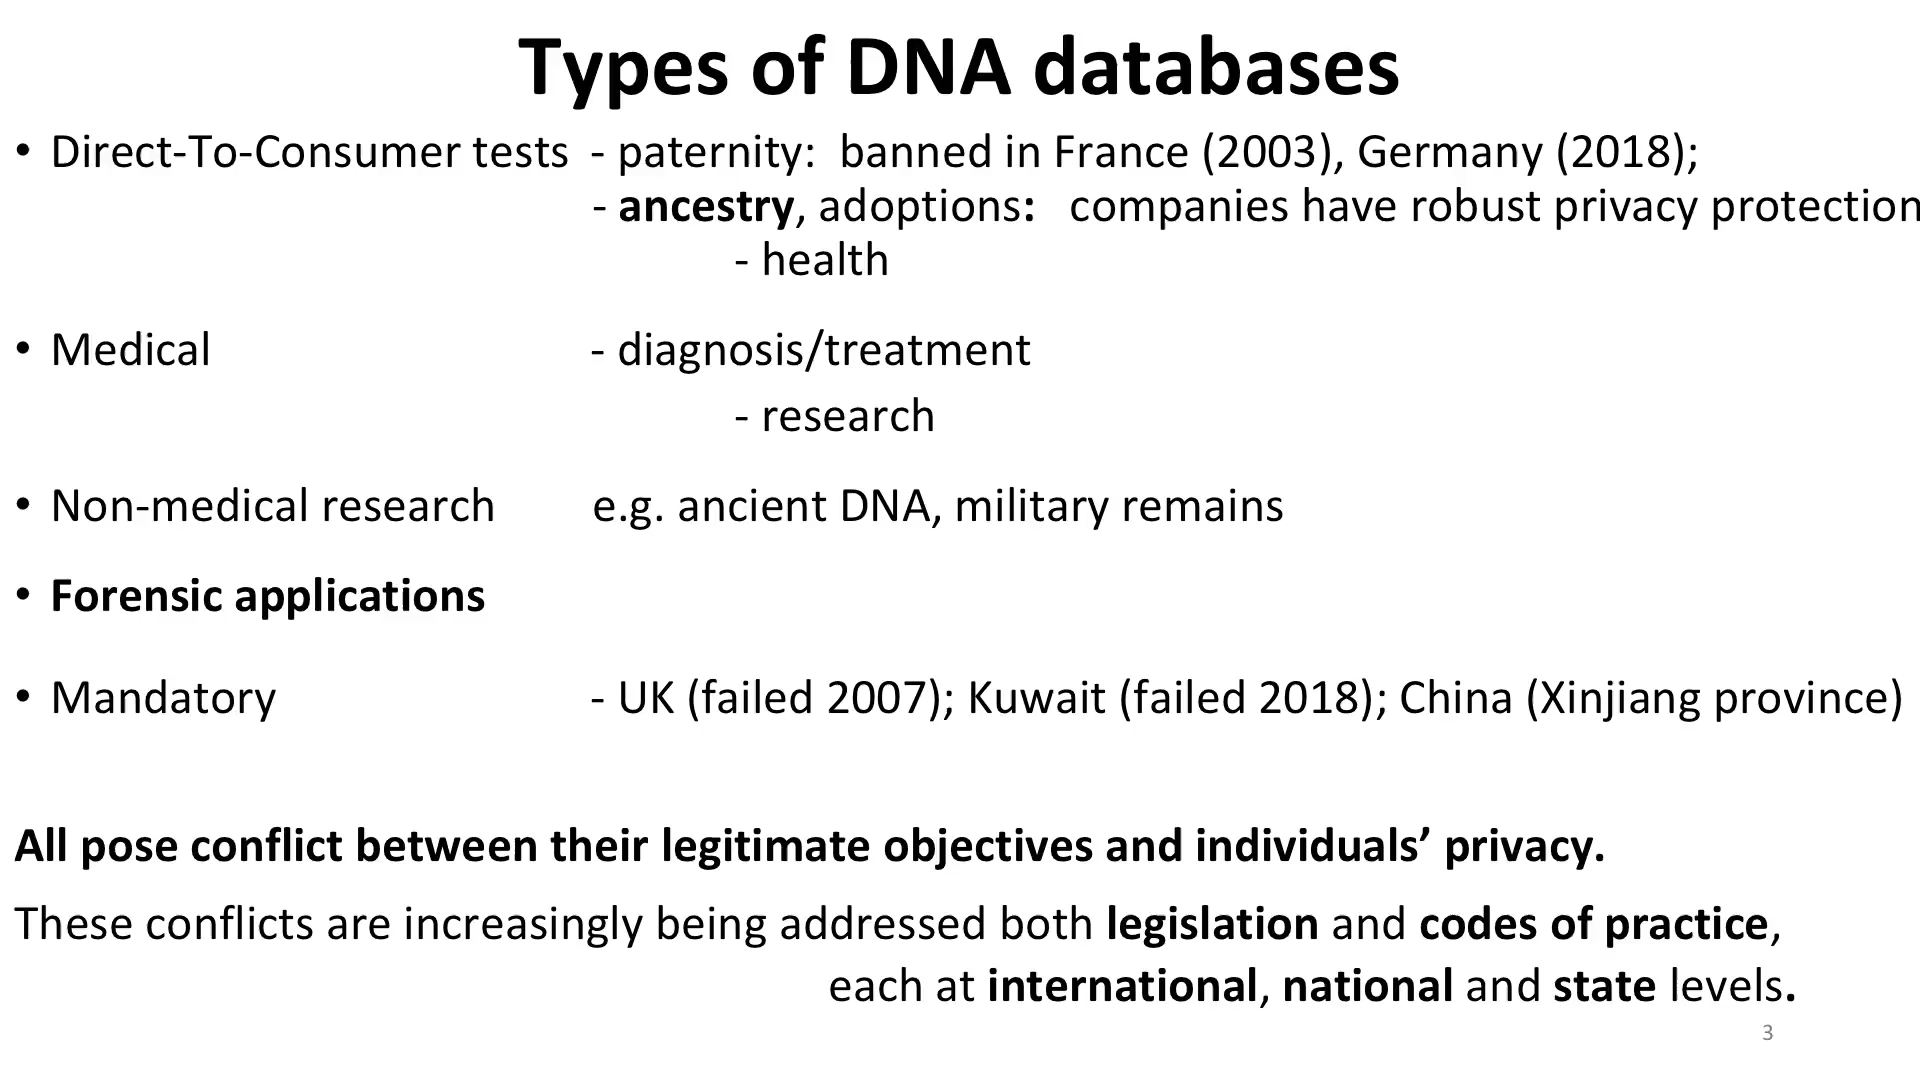 Types of DNA databases
• Direct-To-Consumer tests - paternity: banned in France (2003), Germany (2018);
- ancestry, adoptions: companies have robust privacy protection
- health
• Medical - diagnosis/treatment
- research
• Non-medical research e.g. ancient DNA, military remains
• Forensic applications
• Mandatory - UK (failed 2007); Kuwait (failed 2018); China (Xinjiang province)
All pose conflict between their legitimate objectives and individuals’ privacy.
These conflicts are increasingly being addressed both legislation and codes of practice,
each at international, national and state levels.
3